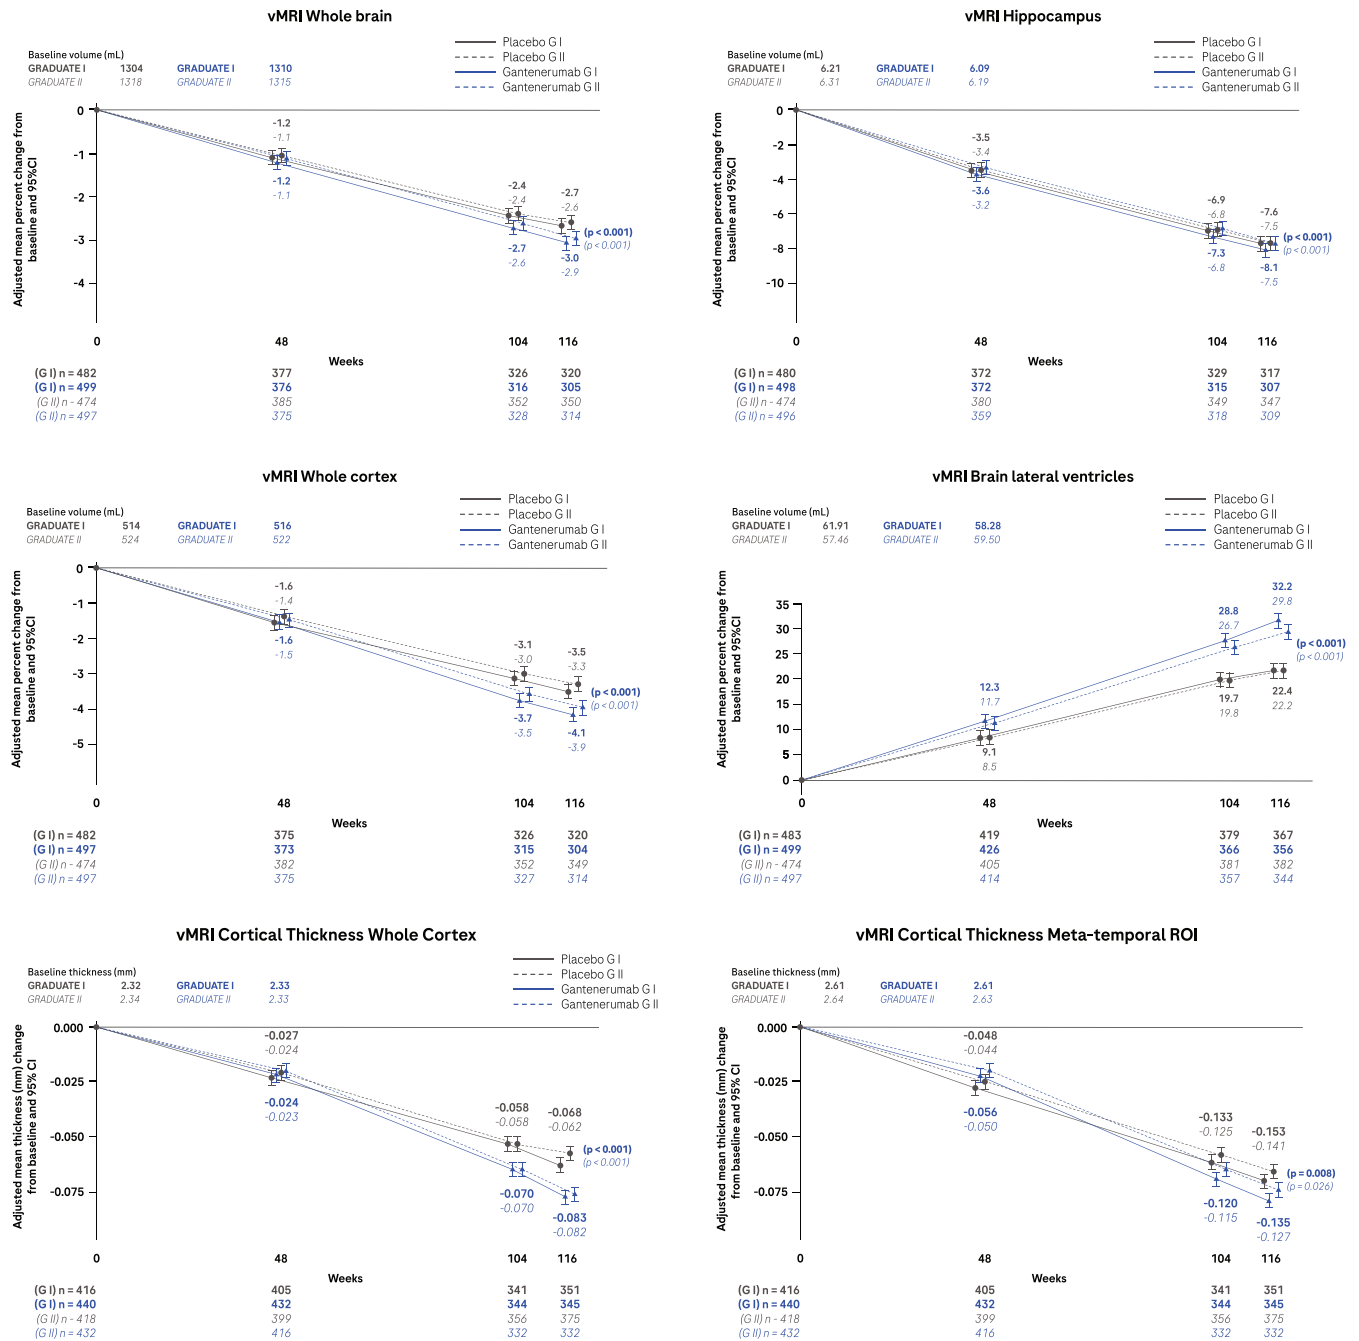 vMRI Whole brain
Placebo G I
Placebo G II
Gantenerumab G I
Gantenerumab G II
Baseline volume (mL)
GRADUATE I 1304 GRADUATE I 1310
GRADUATE II 1318 GRADUATE II 1315
Adjusted mean percent change from
baseline and 95%CI
0
-1
-2
-3
-4
-1.2
-1.1
-1.2
-1.1
-2.4
-2.4
-2.7
-2.6
-2.7
-2.6
-3.0
-2.9
(p < 0.001)
(p < 0.001)
0 48 104 116
Weeks
(G I) n = 482 377 326 320
(G I) n = 499 376 316 305
(G II) n - 474 385 352 350
(G II) n = 497 375 328 314
vMRI Hippocampus
Placebo G I
Placebo G II
Gantenerumab G I
Gantenerumab G II
Baseline volume (mL)
GRADUATE I 6.21 GRADUATE I 6.09
GRADUATE II 6.31 GRADUATE II 6.19
Adjusted mean percent change from
baseline and 95%CI
0
-2
-4
-6
-8
-10
-3.5
-3.4
-3.6
-3.2
-6.9
-6.8
-7.3
-6.8
-7.6
-7.5
-8.1
-7.5
(p < 0.001)
(p < 0.001)
0 48 104 116
Weeks
(G I) n = 480 372 329 317
(G I) n = 498 372 315 307
(G II) n - 474 380 349 347
(G II) n = 496 359 318 309
vMRI Whole cortex
Placebo G I
Placebo G II
Gantenerumab G I
Gantenerumab G II
Baseline volume (mL)
GRADUATE I 514 GRADUATE I 516
GRADUATE II 524 GRADUATE II 522
Adjusted mean percent change from
baseline and 95%CI
0
-1
-2
-3
-4
-5
-1.6
-1.4
-1.6
-1.5
-3.1
-3.0
-3.7
-3.5
-3.5
-3.3
-4.1
-3.9
(p < 0.001)
(p < 0.001)
0 48 104 116
Weeks
(G I) n = 482 375 326 320
(G I) n = 497 373 315 304
(G II) n - 474 382 352 349
(G II) n = 497 375 327 314
vMRI Brain lateral ventricles
Placebo G I
Placebo G II
Gantenerumab G I
Gantenerumab G II
Baseline volume (mL)
GRADUATE I 61.91 GRADUATE I 58.28
GRADUATE II 57.46 GRADUATE II 59.50
Adjusted mean percent change from
baseline and 95%CI
35
30
25
20
15
10
5
0
12.3
11.7
9.1
8.5
28.8
26.7
19.7
19.8
32.2
29.8
22.4
22.2
(p < 0.001)
(p < 0.001)
0 48 104 116
Weeks
(G I) n = 483 419 379 367
(G I) n = 499 426 366 356
(G II) n - 474 405 381 382
(G II) n = 497 414 357 344
vMRI Cortical Thickness Whole Cortex
Placebo G I
Placebo G II
Gantenerumab G I
Gantenerumab G II
Baseline thickness (mm)
GRADUATE I 2.32 GRADUATE I 2.33
GRADUATE II 2.34 GRADUATE II 2.33
Adjusted mean thickness (mm) change
from baseline and 95% CI
0.000
-0.025
-0.050
-0.075
-0.027
-0.024
-0.024
-0.023
-0.058
-0.058
-0.070
-0.070
-0.068
-0.062
-0.083
-0.082
(p < 0.001)
(p < 0.001)
0 48 104 116
Weeks
(G I) n = 416 405 341 351
(G I) n = 440 432 344 345
(G II) n - 418 399 356 375
(G II) n = 432 416 332 332
vMRI Cortical Thickness Meta-temporal ROI
Baseline thickness (mm)
GRADUATE I 2.61 GRADUATE I 2.61
GRADUATE II 2.64 GRADUATE II 2.63
Adjusted mean thickness (mm) change
from baseline and 95% CI
0.000
-0.025
-0.050
-0.075
-0.048
-0.044
-0.056
-0.050
-0.133
-0.125
-0.120
-0.115
-0.153
-0.141
-0.135
-0.127
(p = 0.008)
(p = 0.026)
0 48 104 116
Weeks
(G I) n = 416 405 341 351
(G I) n = 440 432 344 345
(G II) n - 418 399 356 375
(G II) n = 432 416 332 332